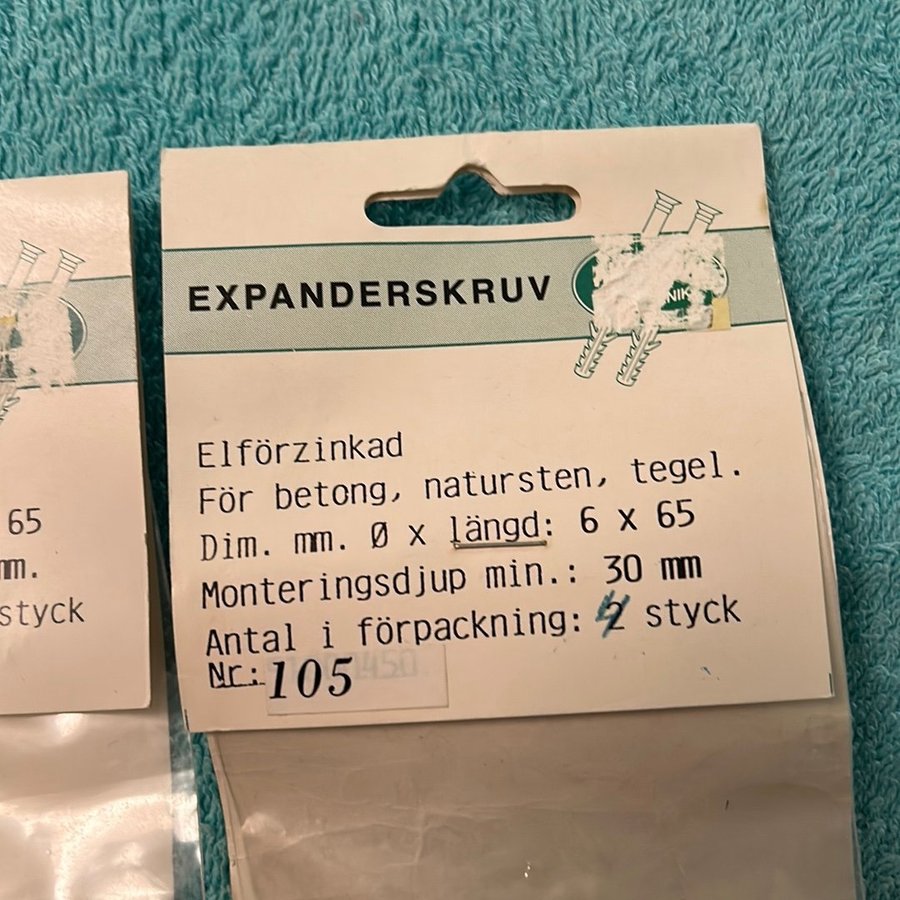 EXPANDERSKRUV
Elförzinkad
För betong, natursten, tegel.
Dim. mm. Ø x längd: 6 x 65
Monteringsdjup min.: 30 mm
Antal i förpackning: 2 styck
Nr.: 105
65
mm.
styck